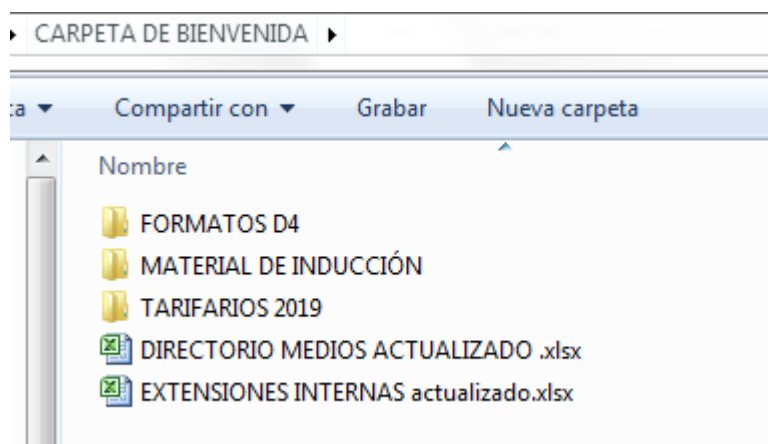 CARPETA DE BIENVENIDA
ta Compartir con Grabar Nueva carpeta
Nombre
FORMATOS D4
MATERIAL DE INDUCCIÓN
TARIFARIOS 2019
DIRECTORIO MEDIOS ACTUALIZADO .xlsx
EXTENSIONES INTERNAS actualizado.xlsx